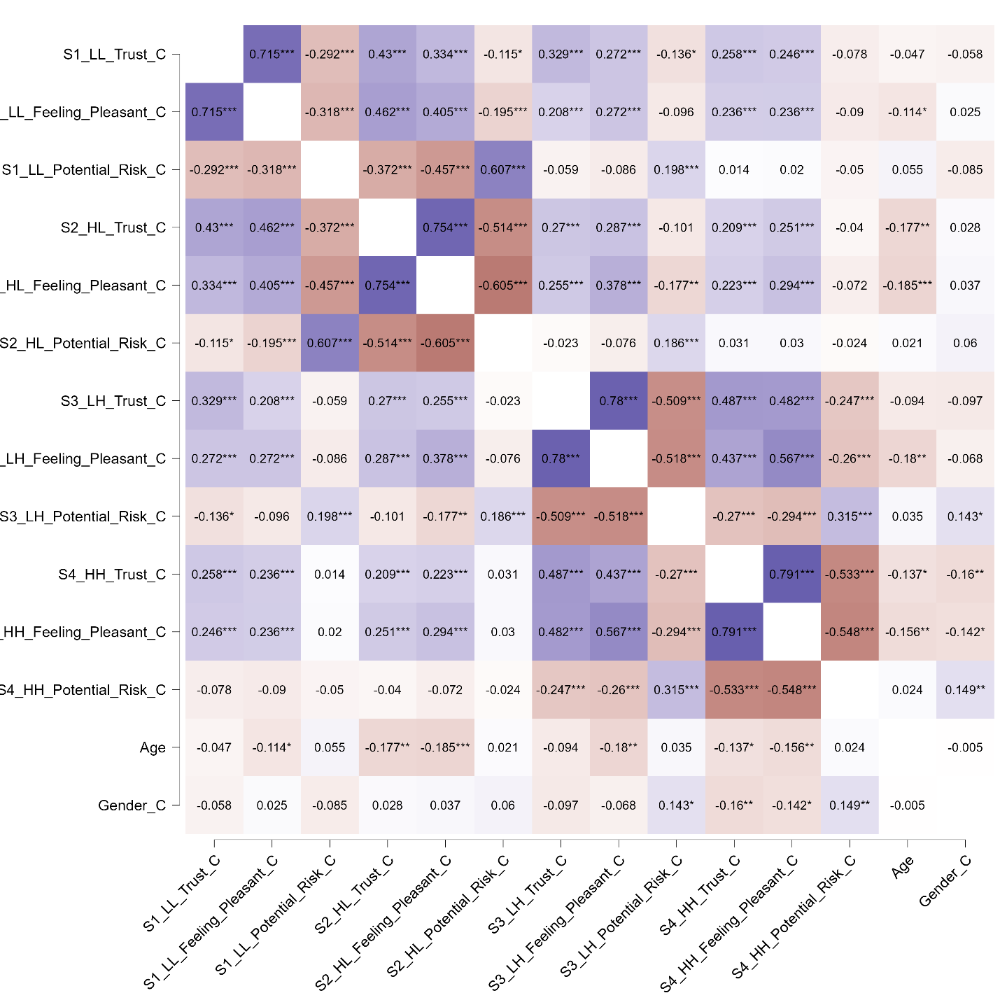 S1_LL_Trust_C 0.715*** -0.292*** 0.43*** 0.334*** -0.115* 0.329*** 0.272*** -0.136* 0.258*** 0.246*** -0.078 -0.047 -0.058
_LL_Feeling_Pleasant_C 0.715*** -0.318*** 0.462*** 0.405*** -0.195*** 0.208*** 0.272*** -0.096 0.236*** 0.236*** -0.09 -0.114* 0.025
S1_LL_Potential_Risk_C -0.292*** -0.318*** -0.372*** -0.457*** 0.607*** -0.059 -0.086 0.198*** 0.014 0.02 -0.05 0.055 -0.085
S2_HL_Trust_C 0.43*** 0.462*** -0.372*** 0.754*** -0.514*** 0.27*** 0.287*** -0.101 0.209*** 0.251*** -0.04 -0.177** 0.028
_HL_Feeling_Pleasant_C 0.334*** 0.405*** -0.457*** 0.754*** -0.605*** 0.255*** 0.378*** -0.177** 0.223*** 0.294*** -0.072 -0.185*** 0.037
S2_HL_Potential_Risk_C -0.115* -0.195*** 0.607*** -0.514*** -0.605*** -0.023 -0.076 0.186*** 0.031 0.03 -0.024 0.021 0.06
S3_LH_Trust_C 0.329*** 0.208*** -0.059 0.27*** 0.255*** -0.023 0.78*** -0.509*** 0.487*** 0.482*** -0.247*** -0.094 -0.097
_LH_Feeling_Pleasant_C 0.272*** 0.272*** -0.086 0.287*** 0.378*** -0.076 0.78*** -0.518*** 0.437*** 0.567*** -0.26*** -0.18** -0.068
S3_LH_Potential_Risk_C -0.136* -0.096 0.198*** -0.101 -0.177** 0.186*** -0.509*** -0.518*** -0.27*** -0.294*** 0.315*** 0.035 0.143*
S4_HH_Trust_C 0.258*** 0.236*** 0.014 0.209*** 0.223*** 0.031 0.487*** 0.437*** -0.27*** 0.791*** -0.533*** -0.137* -0.16**
_HH_Feeling_Pleasant_C 0.246*** 0.236*** 0.02 0.251*** 0.294*** 0.03 0.482*** 0.567*** -0.294*** 0.791*** -0.548*** -0.156** -0.142*
S4_HH_Potential_Risk_C -0.078 -0.09 -0.05 -0.04 -0.072 -0.024 -0.247*** -0.26*** 0.315*** -0.533*** -0.548*** 0.024 0.149**
Age -0.047 -0.114* 0.055 -0.177** -0.185*** 0.021 -0.094 -0.18** 0.035 -0.137* -0.156** 0.024 -0.005
Gender_C -0.058 0.025 -0.085 0.028 0.037 0.06 -0.097 -0.068 0.143* -0.16** -0.142* 0.149** -0.005
S1_LL_Trust_C
S1_LL_Feeling_Pleasant_C
S1_LL_Potential_Risk_C
S2_HL_Trust_C
S2_HL_Feeling_Pleasant_C
S2_HL_Potential_Risk_C
S3_LH_Trust_C
S3_LH_Feeling_Pleasant_C
S3_LH_Potential_Risk_C
S4_HH_Trust_C
S4_HH_Feeling_Pleasant_C
S4_HH_Potential_Risk_C
Age
Gender_C